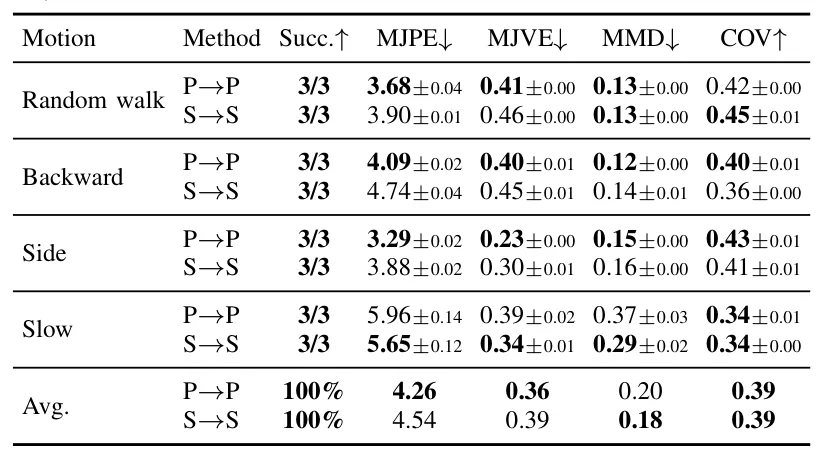 Motion Method Succ.↑ MJPE↓ MJVE↓ MMD↓ COV↑
Random walk P→P 3/3 3.68±0.04 0.41±0.00 0.13±0.00 0.42±0.00
S→S 3/3 3.90±0.01 0.46±0.00 0.13±0.00 0.45±0.01
Backward P→P 3/3 4.09±0.02 0.40±0.01 0.12±0.00 0.40±0.01
S→S 3/3 4.74±0.04 0.45±0.01 0.14±0.01 0.36±0.00
Side P→P 3/3 3.29±0.02 0.23±0.00 0.15±0.00 0.43±0.01
S→S 3/3 3.88±0.02 0.30±0.01 0.16±0.00 0.41±0.01
Slow P→P 3/3 5.96±0.14 0.39±0.02 0.37±0.03 0.34±0.01
S→S 3/3 5.65±0.12 0.34±0.01 0.29±0.02 0.34±0.00
Avg. P→P 100% 4.26 0.36 0.20 0.39
S→S 100% 4.54 0.39 0.18 0.39